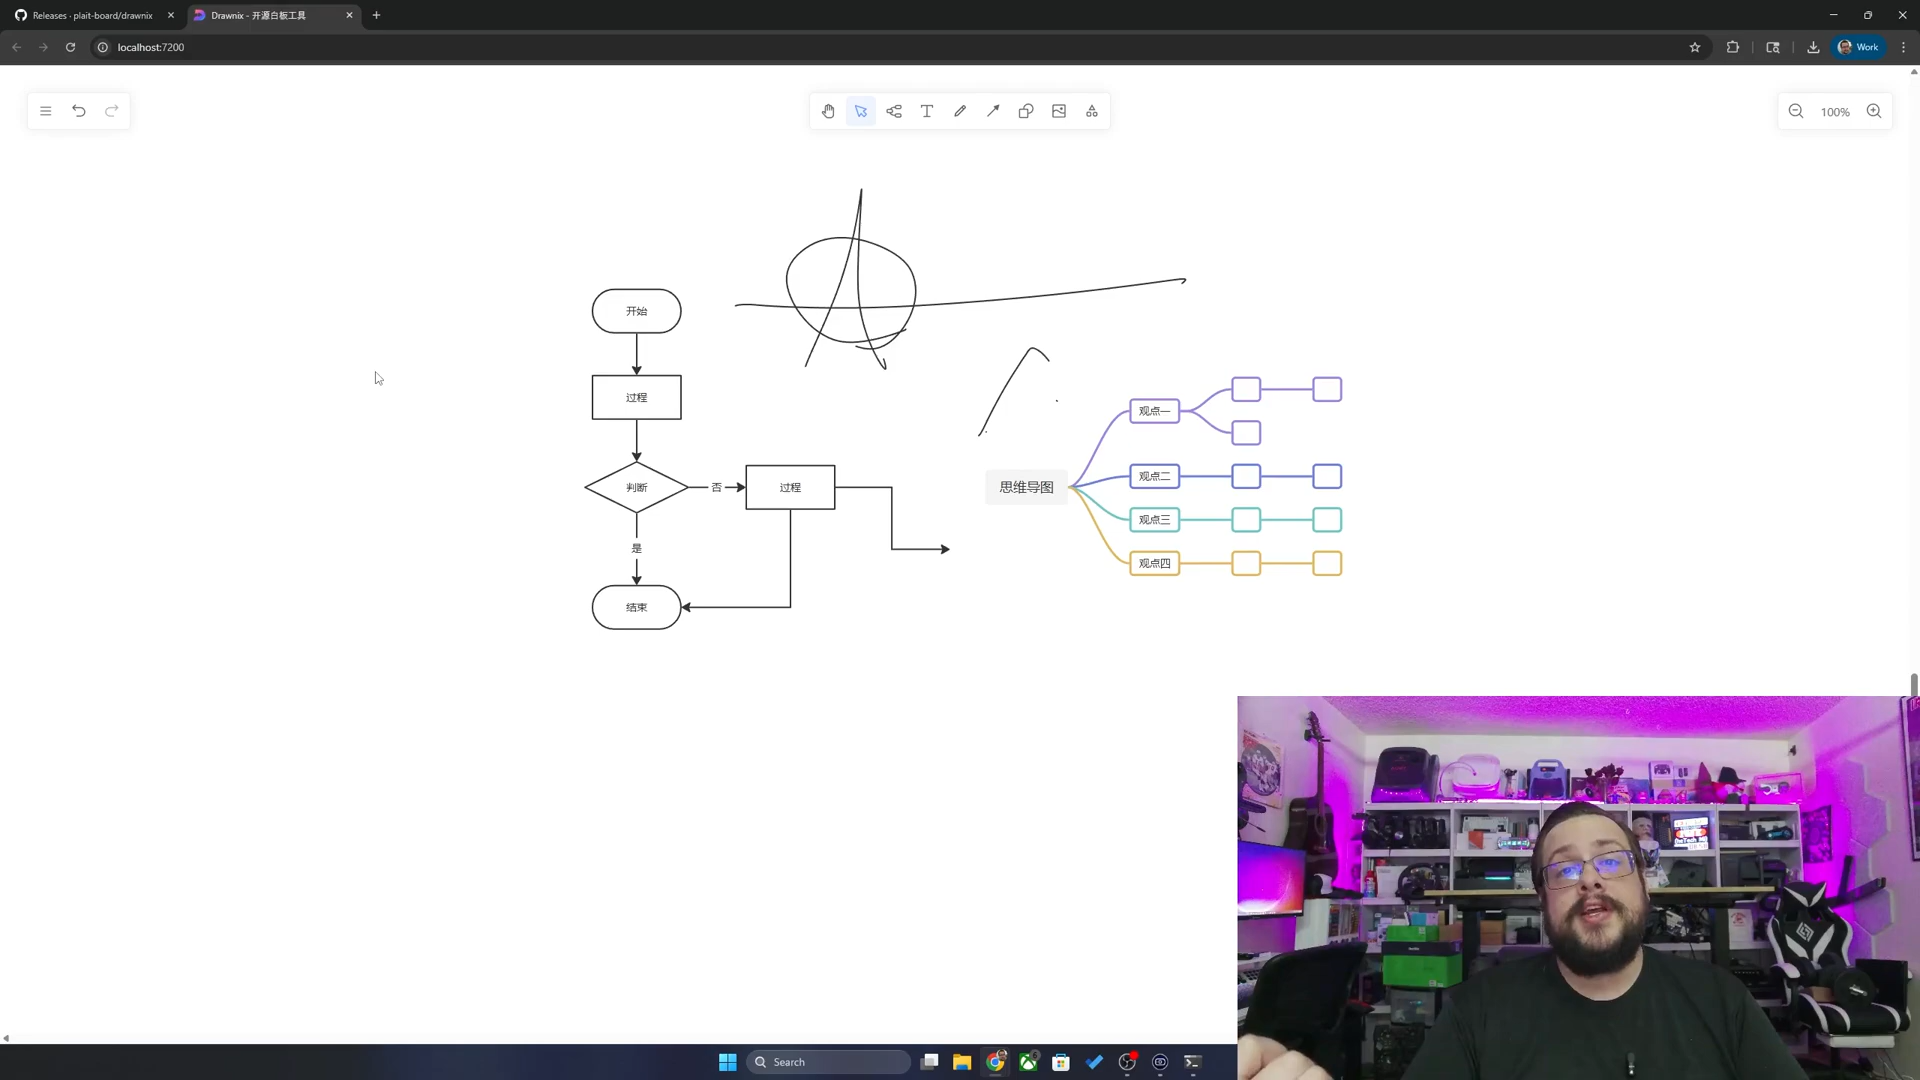 Releases · plait-board/drawnix
Drawnix - 开源白板工具
localhost:7200
Work
100%
开始
过程
判断
否
过程
是
结束
思维导图
观点一
观点二
观点三
观点四
Search